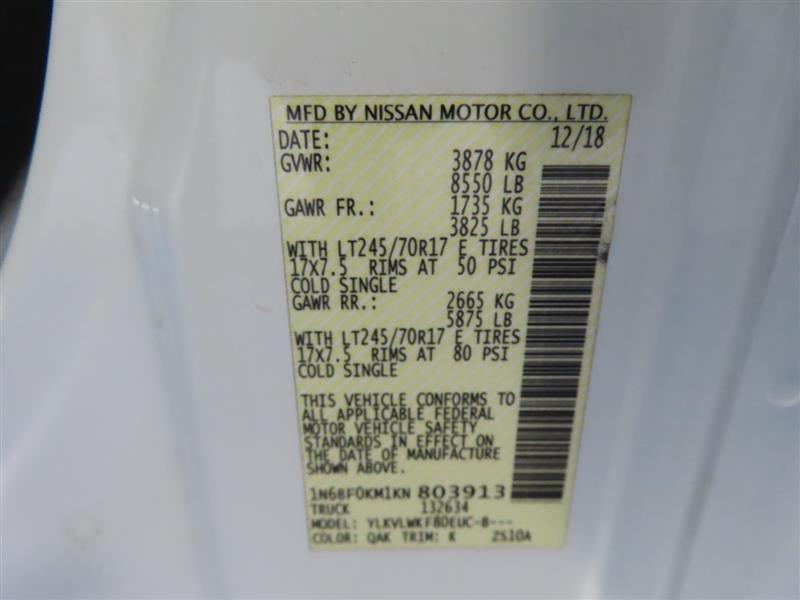 MFD BY NISSAN MOTOR CO., LTD.
DATE: 12/18
GVWR: 3878 KG
8550 LB
GAWR FR.: 1735 KG
3825 LB
WITH LT245/70R17 E TIRES
17X7.5 RIMS AT 50 PSI
COLD SINGLE
GAWR RR.: 2665 KG
5875 LB
WITH LT245/70R17 E TIRES
17X7.5 RIMS AT 80 PSI
COLD SINGLE
THIS VEHICLE CONFORMS TO
ALL APPLICABLE FEDERAL
MOTOR VEHICLE SAFETY
STANDARDS IN EFFECT ON
THE DATE OF MANUFACTURE
SHOWN ABOVE.
1N6BF0KM1KN 803913
TRUCK 132634
MODEL: YLKVLWKF80EUC-B---
COLOR: QAK TRIM: K ZS10A